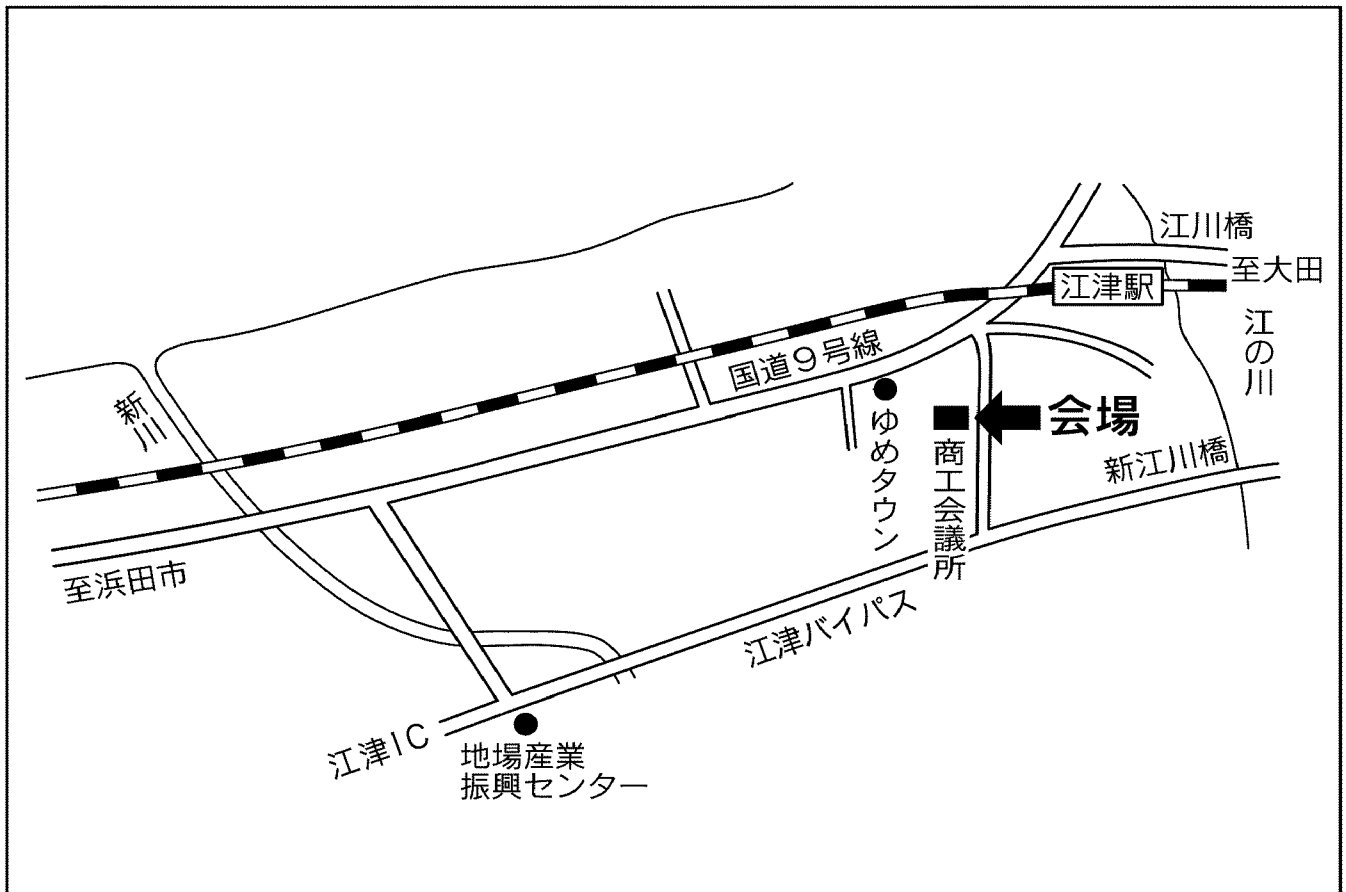 江川橋
至大田
江津駅
江の川
国道9号線
新川
会場
ゆめタウン
商工会議所
新江川橋
至浜田市
江津バイパス
江津IC
地場産業
振興センター